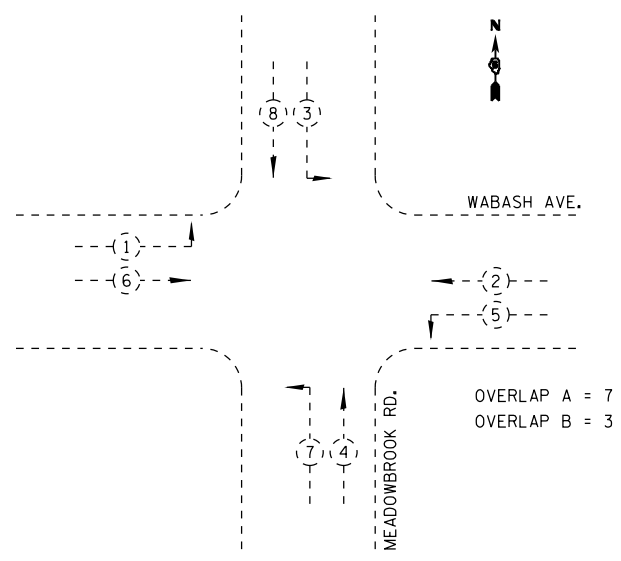 N
8 3
WABASH AVE.
1
6
2
5
OVERLAP A = 7
OVERLAP B = 3
7 4
MEADOWBROOK RD.